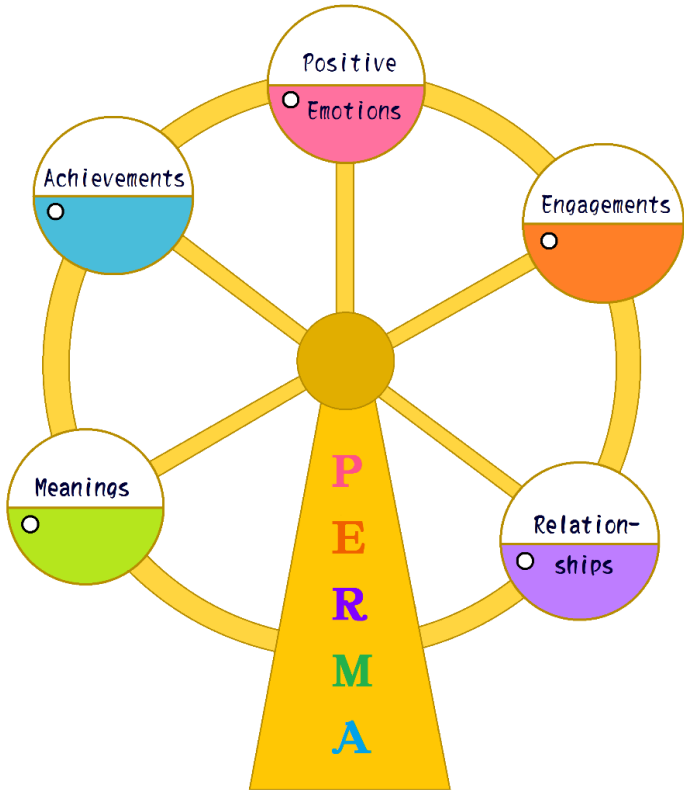 Positive
Emotions
Achievements
Engagements
Meanings
Relation-
ships
P
E
R
M
A